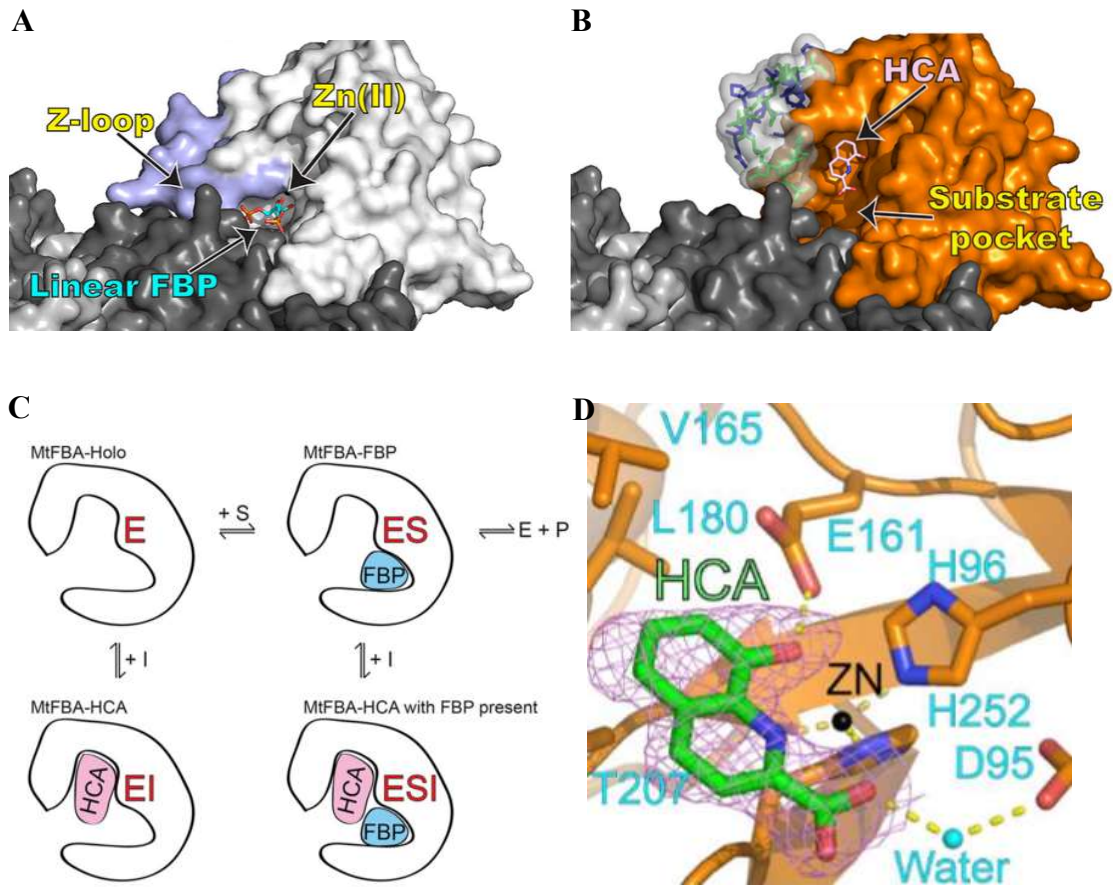 A
Z-loop
Zn(II)
Linear FBP
B
HCA
Substrate
pocket
C
MtFBA-Holo
E
+ S
MtFBA-FBP
ES
FBP
E + P
+ I
+ I
MtFBA-HCA
HCA
EI
MtFBA-HCA with FBP present
HCA
ESI
FBP
D
V165
L180
E161
H96
HCA
ZN
H252
D95
T207
Water